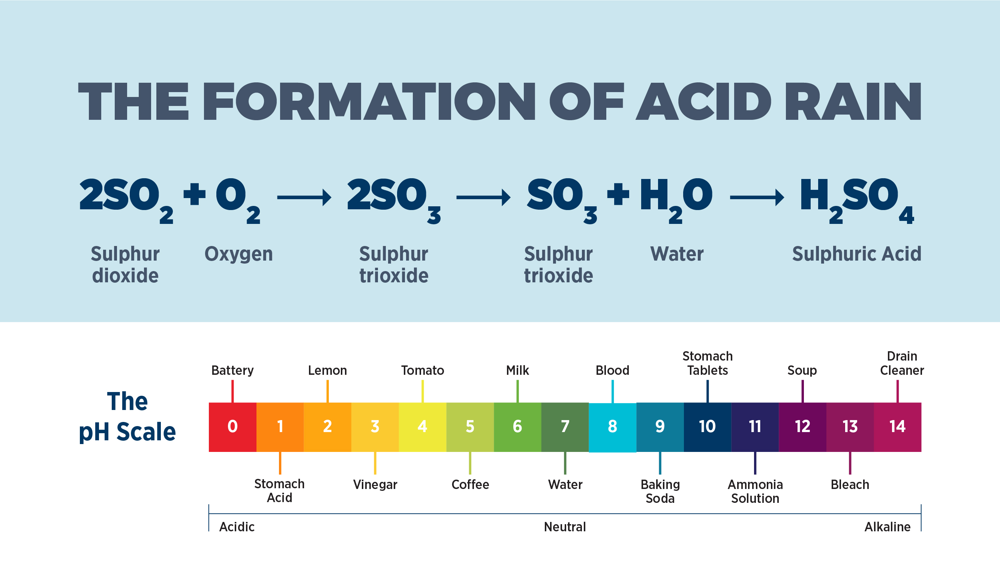 THE FORMATION OF ACID RAIN
2SO₂ + O₂ → 2SO₃ → SO₃ + H₂O → H₂SO₄
Sulphur dioxide
Oxygen
Sulphur trioxide
Sulphur trioxide
Water
Sulphuric Acid
The
pH Scale
Battery
Lemon
Tomato
Milk
Blood
Stomach
Tablets
Soup
Drain
Cleaner
0 1 2 3 4 5 6 7 8 9 10 11 12 13 14
Stomach
Acid
Vinegar
Coffee
Water
Baking
Soda
Ammonia
Solution
Bleach
Acidic
Neutral
Alkaline